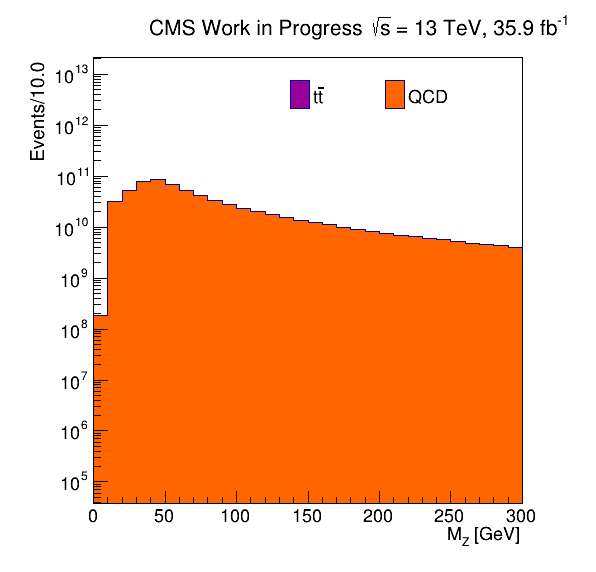 CMS Work in Progress √s = 13 TeV, 35.9 fb⁻¹
Events/10.0
tt̄ QCD
10¹³
10¹²
10¹¹
10¹⁰
10⁹
10⁸
10⁷
10⁶
10⁵
0 50 100 150 200 250 300
M_Z [GeV]